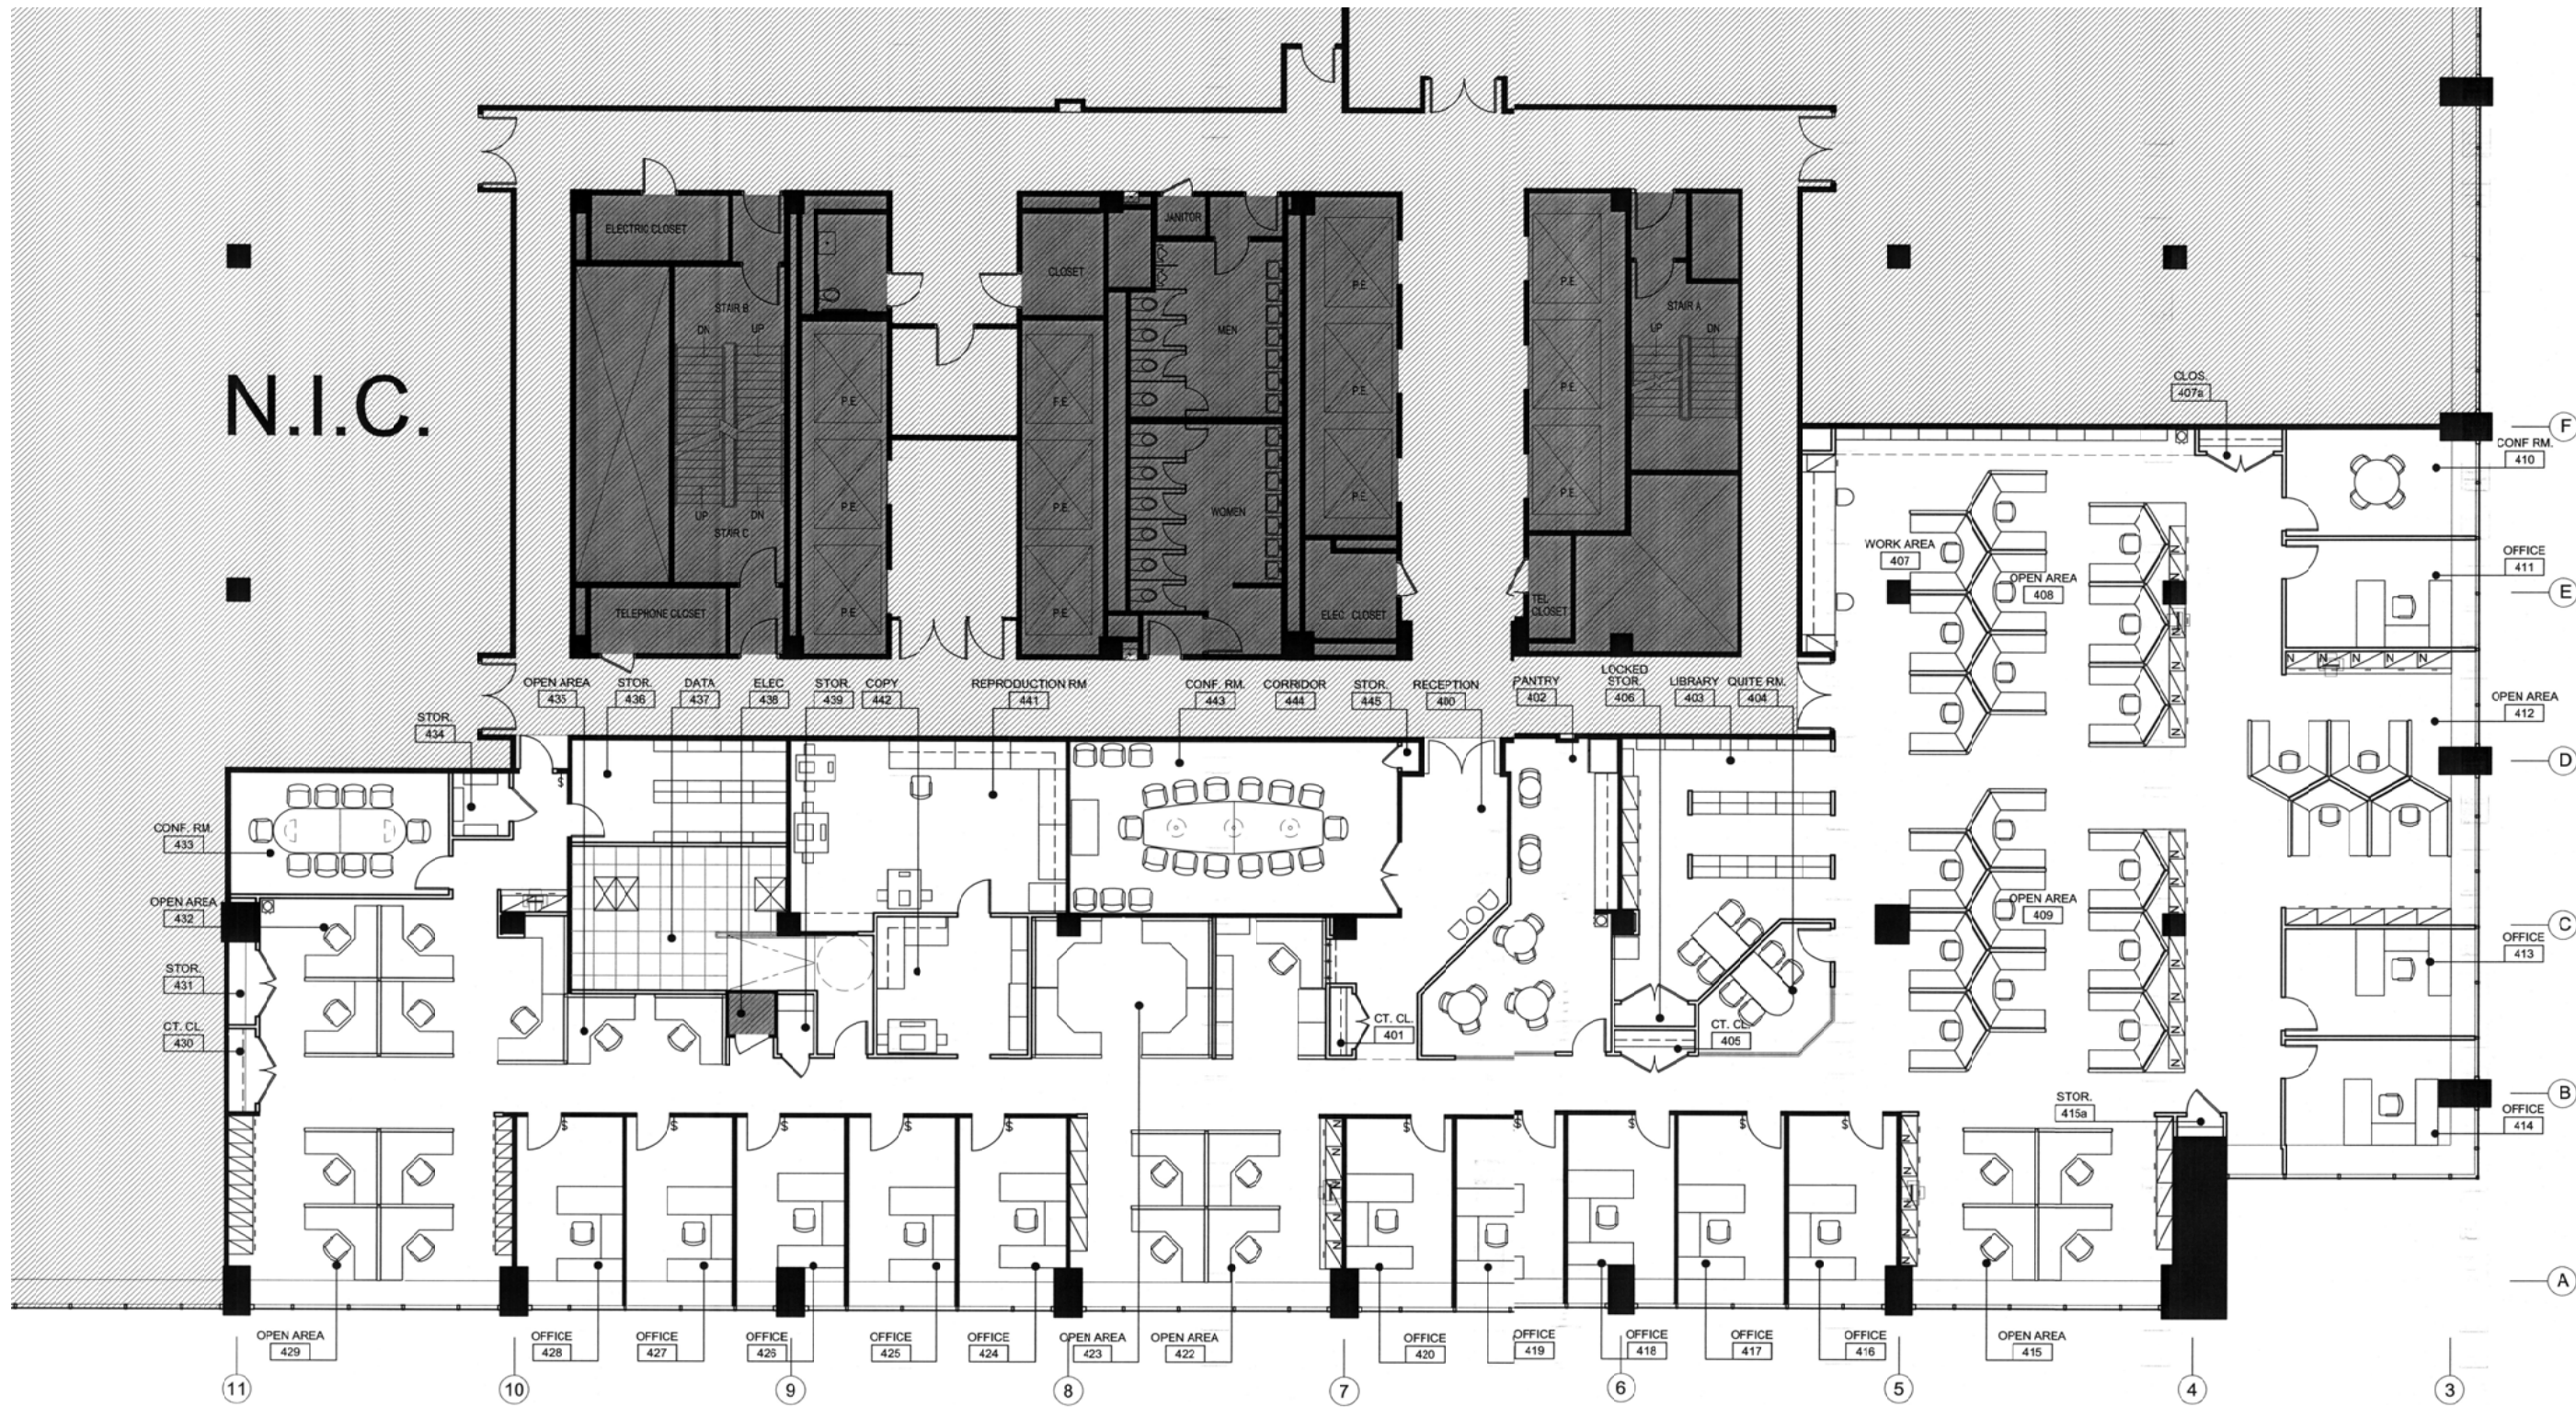 ELECTRIC CLOSET
JANITOR
CLOSET
P.E.
P.E.
STAIR B
DN
UP
STAIR A
UP
DN
MEN
P.E.
P.E.
P.E.
P.E.
N.I.C.
CLOS.
407a
F
CONF RM.
410
P.E.
P.E.
P.E.
P.E.
UP
DN
STAIR C
WOMEN
WORK AREA
407
OFFICE
411
OPEN AREA
408
E
TELEPHONE CLOSET
P.E.
P.E.
ELEC. CLOSET
TEL.
CLOSET
OPEN AREA
435
STOR.
436
DATA
437
ELEC
438
STOR.
439
COPY
442
REPRODUCTION RM
441
CONF. RM.
443
CORRIDOR
444
STOR.
445
RECEPTION
400
PANTRY
402
LOCKED
STOR.
406
LIBRARY
403
QUITE RM.
404
OPEN AREA
412
STOR.
434
D
CONF. RM.
433
OPEN AREA
432
OPEN AREA
409
C
OFFICE
413
STOR.
431
CT. CL.
430
CT. CL.
401
CT. CL.
405
B
STOR.
415a
OFFICE
414
A
OPEN AREA
429
OFFICE
428
OFFICE
427
OFFICE
426
OFFICE
425
OFFICE
424
OPEN AREA
423
OPEN AREA
422
OFFICE
420
OFFICE
419
OFFICE
418
OFFICE
417
OFFICE
416
OPEN AREA
415
11
10
9
8
7
6
5
4
3